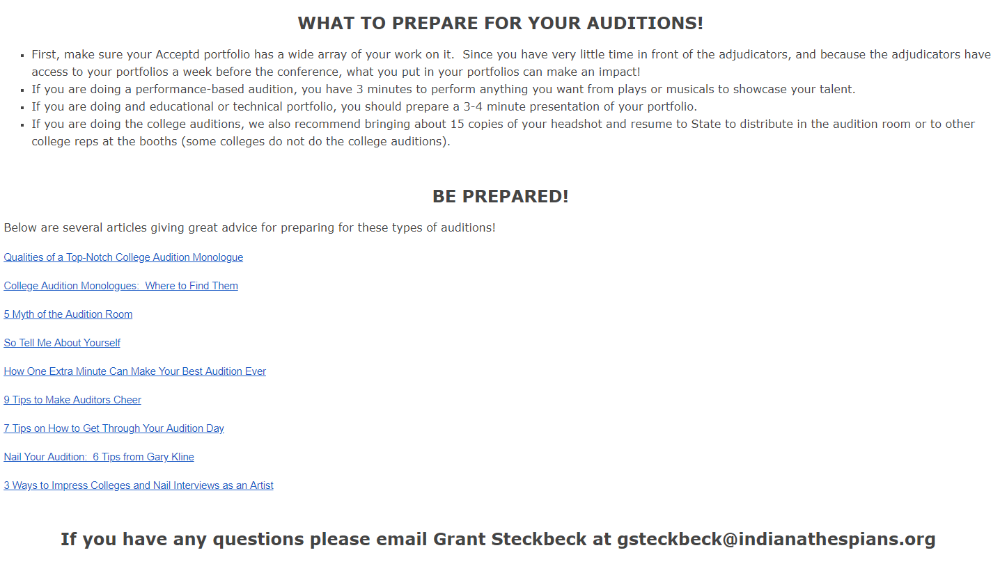 WHAT TO PREPARE FOR YOUR AUDITIONS!
First, make sure your Acceptd portfolio has a wide array of your work on it.  Since you have very little time in front of the adjudicators, and because the adjudicators have
access to your portfolios a week before the conference, what you put in your portfolios can make an impact!
If you are doing a performance-based audition, you have 3 minutes to perform anything you want from plays or musicals to showcase your talent.
If you are doing and educational or technical portfolio, you should prepare a 3-4 minute presentation of your portfolio.
If you are doing the college auditions, we also recommend bringing about 15 copies of your headshot and resume to State to distribute in the audition room or to other
college reps at the booths (some colleges do not do the college auditions).
BE PREPARED!
Below are several articles giving great advice for preparing for these types of auditions!
Qualities of a Top-Notch College Audition Monologue
College Audition Monologues:  Where to Find Them
5 Myth of the Audition Room
So Tell Me About Yourself
How One Extra Minute Can Make Your Best Audition Ever
9 Tips to Make Auditors Cheer
7 Tips on How to Get Through Your Audition Day
Nail Your Audition:  6 Tips from Gary Kline
3 Ways to Impress Colleges and Nail Interviews as an Artist
If you have any questions please email Grant Steckbeck at gsteckbeck@indianathespians.org